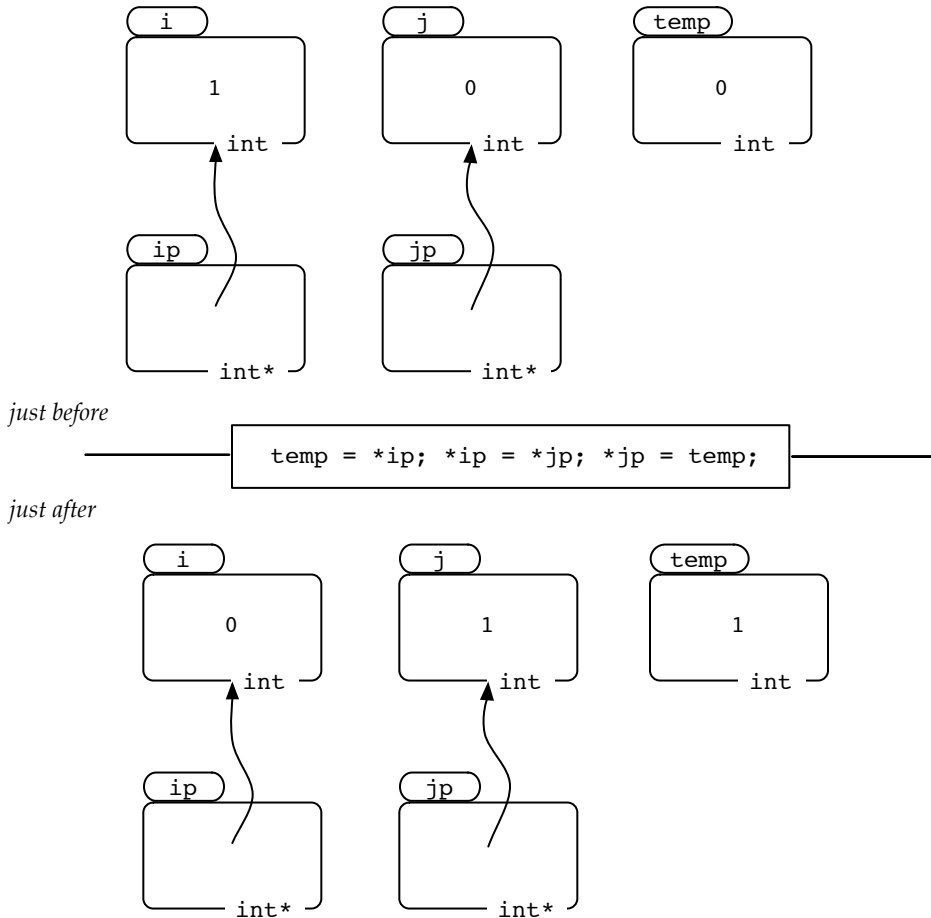 i j temp
1 0 0
int int int
ip jp
int* int*
just before
temp = *ip; *ip = *jp; *jp = temp;
just after
i j temp
0 1 1
int int int
ip jp
int* int*